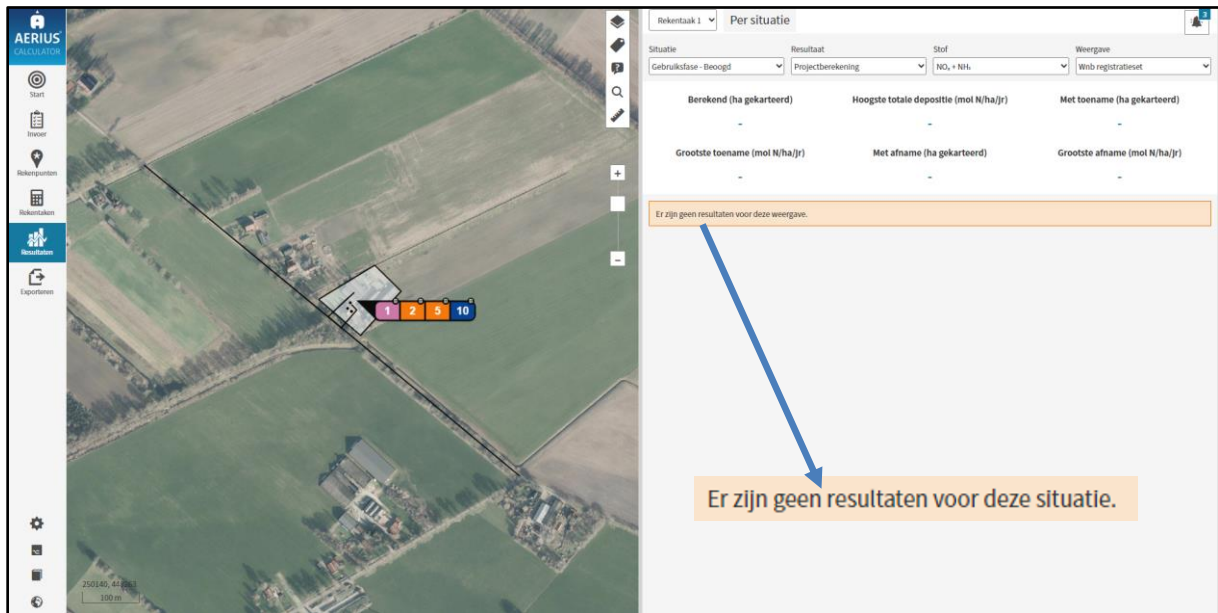 AERIUS
CALCULATOR
Start
Invoer
Rekenpunten
Rekentaken
Resultaten
Exporteren
1 2 5 10
100 m
Rekentaak 1 Per situatie
3
Situatie Resultaat Stof Weergave
Gebruiksfase - Beoogd Projectberekening NOₓ + NH₃ Wnb registratieset
Berekend (ha gekarteerd) Hoogste totale depositie (mol N/ha/jr) Met toename (ha gekarteerd)
- - -
Grootste toename (mol N/ha/jr) Met afname (ha gekarteerd) Grootste afname (mol N/ha/jr)
- - -
Er zijn geen resultaten voor deze weergave.
Er zijn geen resultaten voor deze situatie.